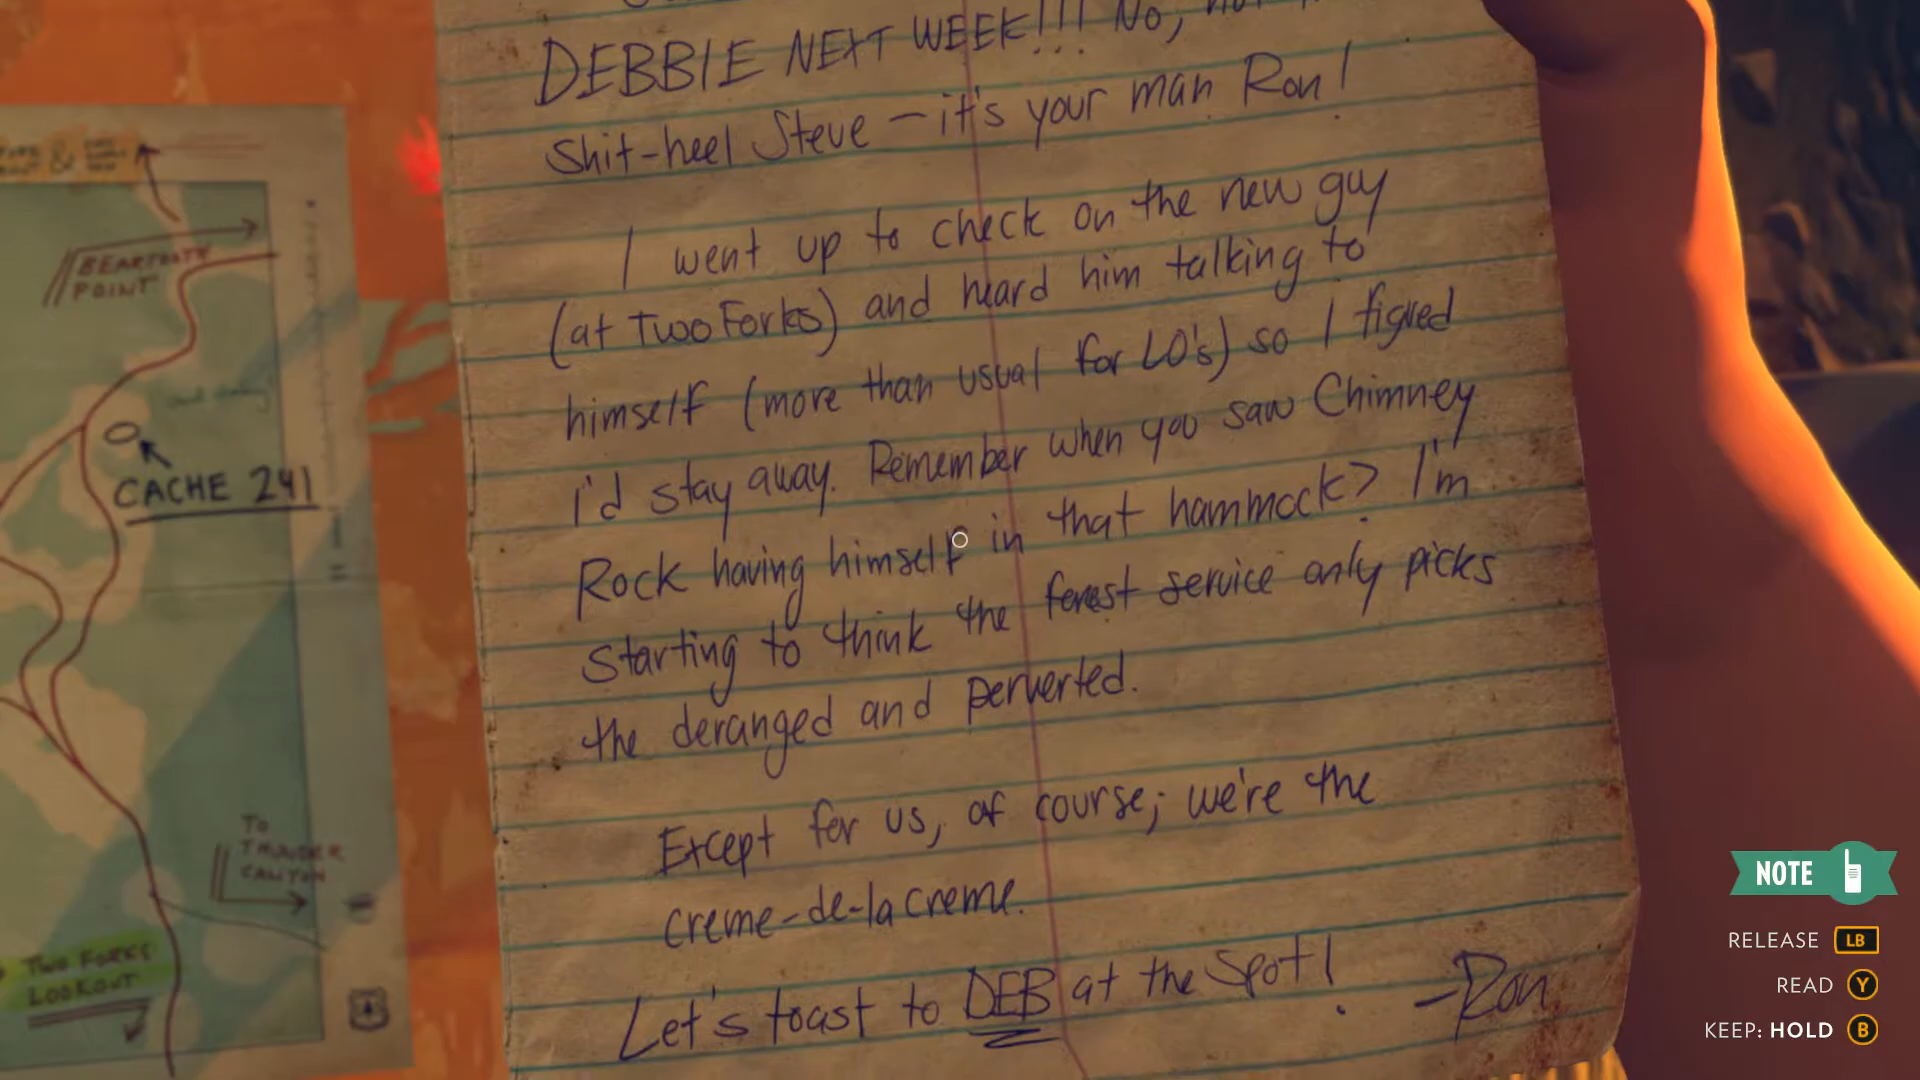 DEBBIE NEXT WEEK!!! No,
Shit-heel Steve - it's your man Ron!
I went up to check on the new guy
(at Two Forks) and heard him talking to
himself (more than usual for LO's) so I figred
I'd stay away. Remember when you saw Chimney
Rock having himself in that hammock? I'm
starting to think the forest service only picks
the deranged and perverted.
Except for us, of course; we're the
creme-de-la creme.
Let's toast to DEB at the Spot!
-Ron
BEARTOOTH
POINT
CACHE 241
TO
THUNDER
CANYON
TWO FORKS
LOOKOUT
NOTE
RELEASE LB
READ Y
KEEP: HOLD B